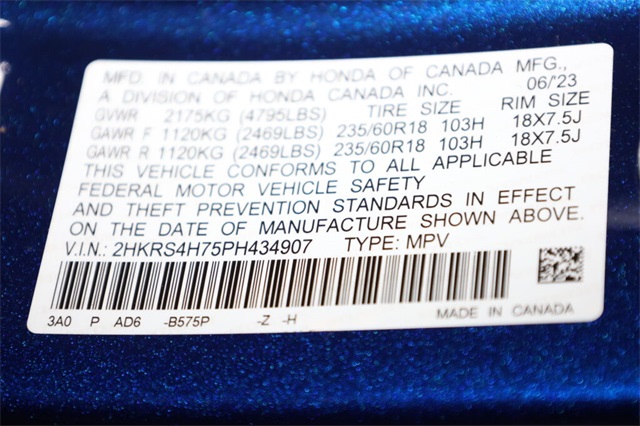 MFD. IN CANADA BY HONDA OF CANADA MFG.,
A DIVISION OF HONDA CANADA INC. 06/'23
GVWR 2175KG (4795LBS) TIRE SIZE RIM SIZE
GAWR F 1120KG (2469LBS) 235/60R18 103H 18X7.5J
GAWR R 1120KG (2469LBS) 235/60R18 103H 18X7.5J
THIS VEHICLE CONFORMS TO ALL APPLICABLE
FEDERAL MOTOR VEHICLE SAFETY
AND THEFT PREVENTION STANDARDS IN EFFECT
ON THE DATE OF MANUFACTURE SHOWN ABOVE.
V.I.N.: 2HKRS4H75PH434907 TYPE: MPV
3A0 P AD6 -B575P -Z -H MADE IN CANADA